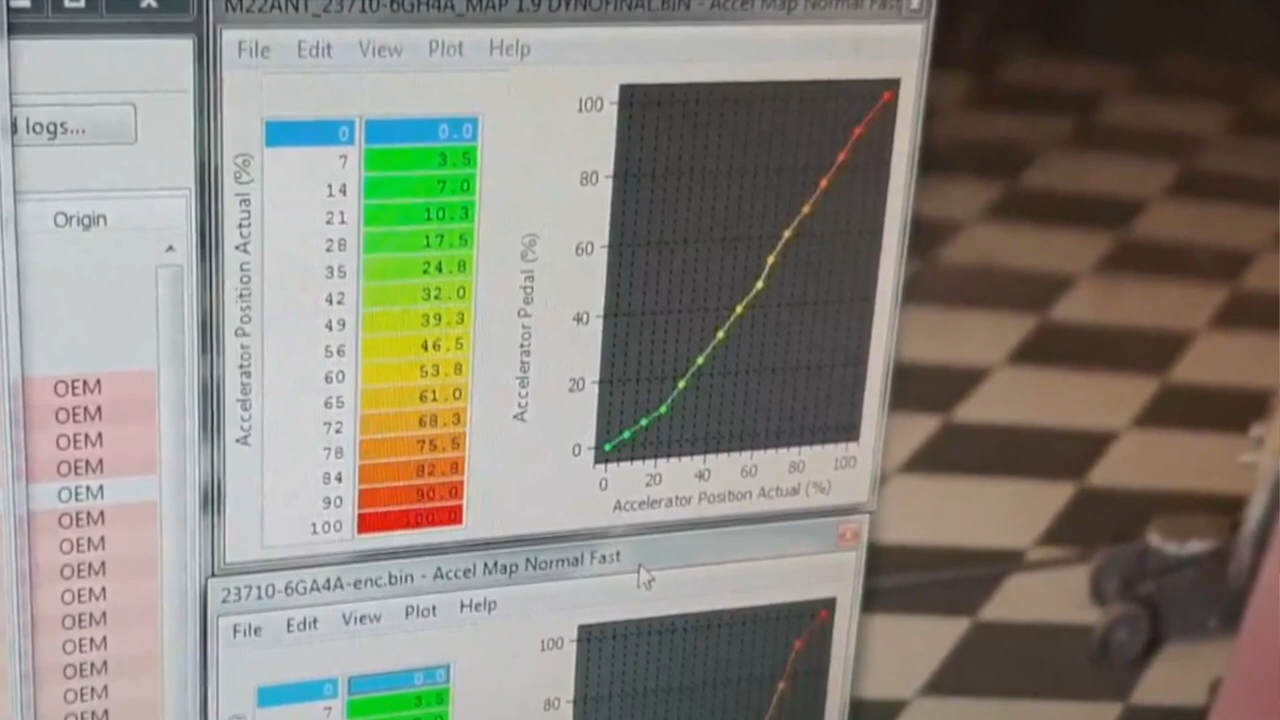 M22ANT_23710-6GH4A_MAP 1.9 DYNOFINAL.BIN - Accel Map Normal Fast
File Edit View Plot Help
logs...
Origin
OEM
OEM
OEM
OEM
OEM
OEM
OEM
OEM
OEM
OEM
OEM
OEM
OEM
Accelerator Position Actual (%)
0 0.0
7 3.5
14 7.0
21 10.3
28 17.5
35 24.8
42 32.0
49 39.3
56 46.5
60 53.8
65 61.0
72 68.3
78 75.5
84 82.8
90 90.0
100 100.0
Accelerator Pedal (%)
100
80
60
40
20
0
0 20 40 60 80 100
Accelerator Position Actual (%)
23710-6GA4A-enc.bin - Accel Map Normal Fast
File Edit View Plot Help
0 0.0
7 3.5
100
80